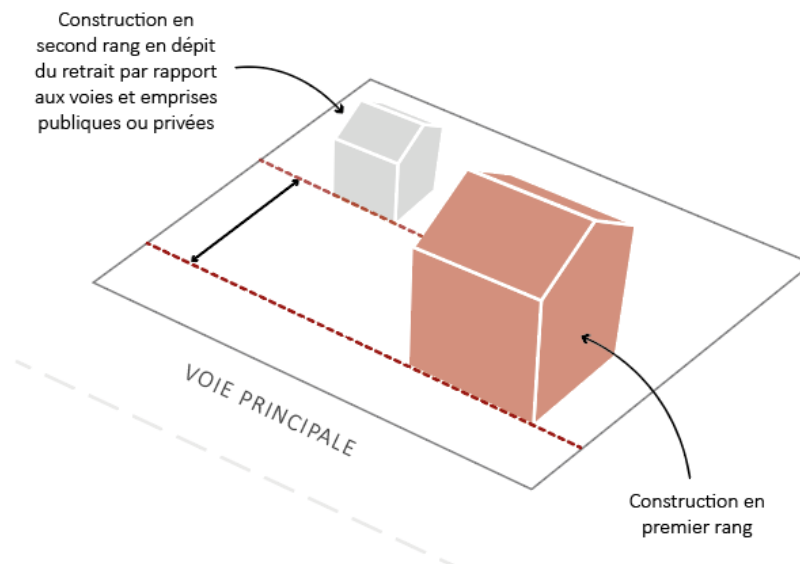 Construction en
second rang en dépit
du retrait par rapport
aux voies et emprises
publiques ou privées
VOIE PRINCIPALE
Construction en
premier rang